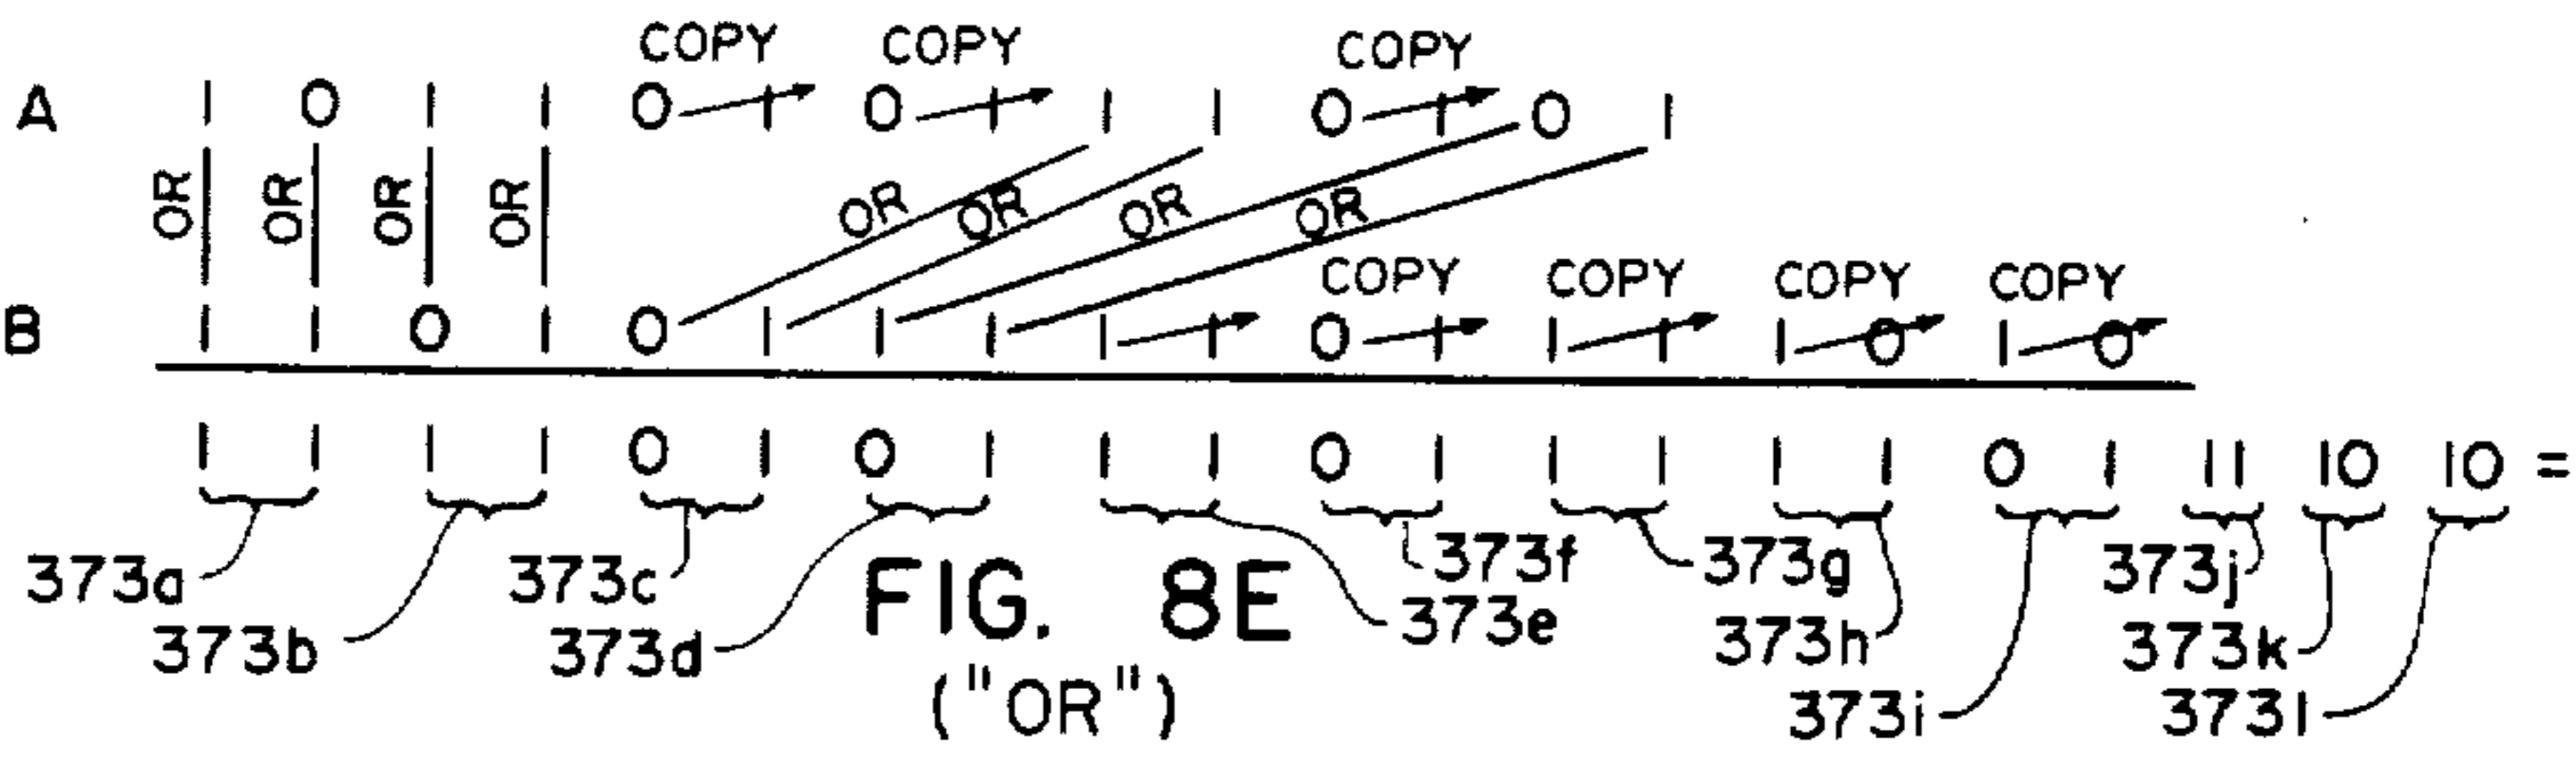 COPY COPY COPY
A 1 0 1 1 0 1 0 1 1 1 0 1 0 1
OR OR OR OR OR OR OR OR
COPY COPY COPY COPY
B 1 1 0 1 0 1 1 1 1 1 0 1 1 1 1 0 1 0
1 1 1 1 0 1 0 1 1 1 0 1 1 1 1 1 0 1 11 10 10 =
373a 373c 373f 373g 373j
373b 373d 373e 373h 373k
373i 373l
FIG. 8E
("OR")